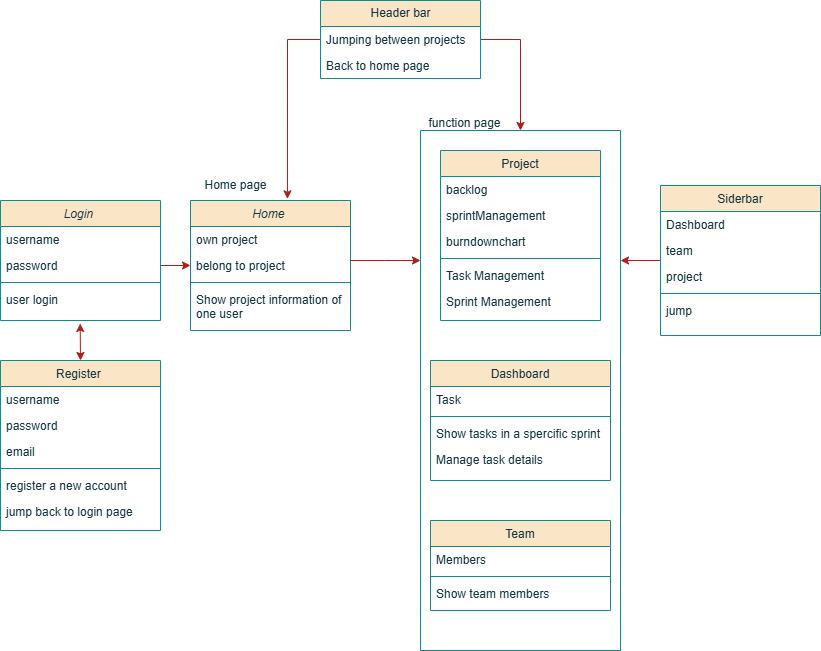 Header bar
Jumping between projects
Back to home page
function page
Home page
Login
username
password
user login
Home
own project
belong to project
Show project information of
one user
Project
backlog
sprintManagement
burndownchart
Task Management
Sprint Management
Siderbar
Dashboard
team
project
jump
Register
username
password
email
register a new account
jump back to login page
Dashboard
Task
Show tasks in a spercific sprint
Manage task details
Team
Members
Show team members